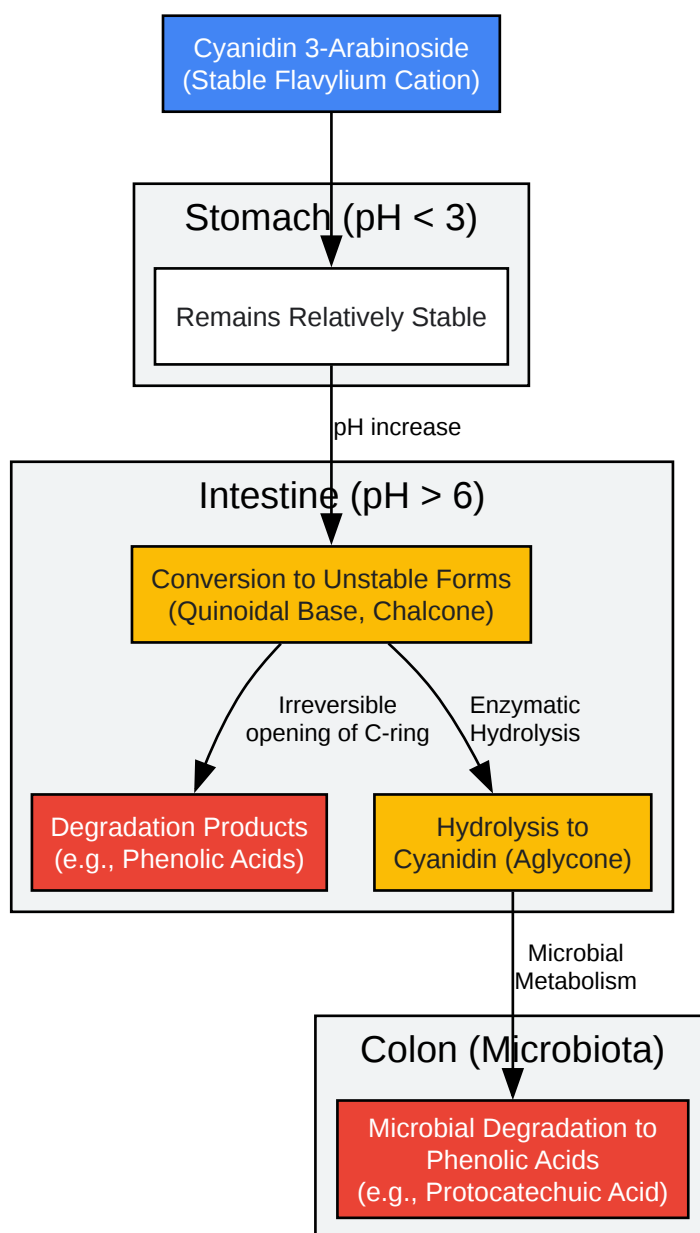 Cyanidin 3-Arabinoside
(Stable Flavylium Cation)
Stomach (pH < 3)
Remains Relatively Stable
pH increase
Intestine (pH > 6)
Conversion to Unstable Forms
(Quinoidal Base, Chalcone)
Irreversible
opening of C-ring
Enzymatic
Hydrolysis
Degradation Products
(e.g., Phenolic Acids)
Hydrolysis to
Cyanidin (Aglycone)
Microbial
Metabolism
Colon (Microbiota)
Microbial Degradation to
Phenolic Acids
(e.g., Protocatechuic Acid)